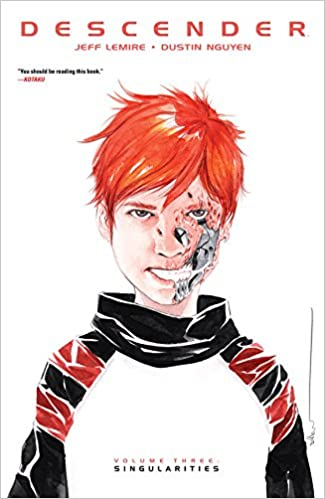 DESCENDER
JEFF LEMIRE • DUSTIN NGUYEN
"You should be reading this book."
—KOTAKU
VOLUME THREE:
SINGULARITIES